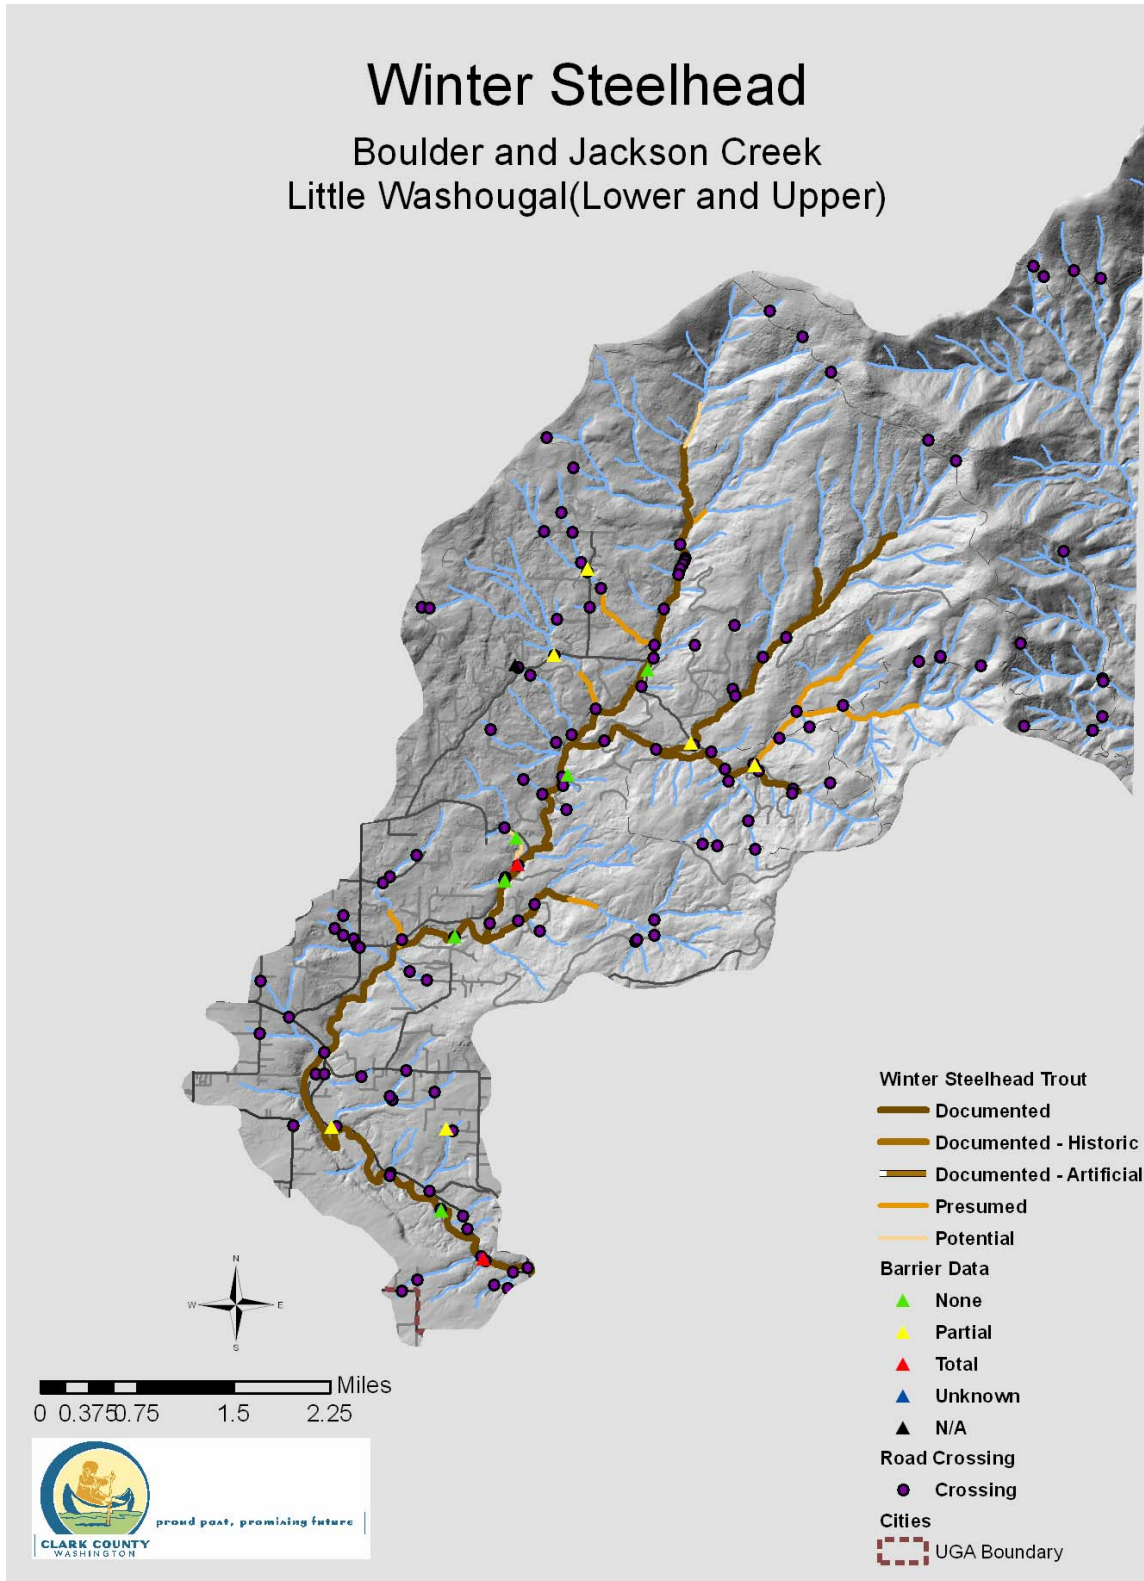 Winter Steelhead
Boulder and Jackson Creek
Little Washougal(Lower and Upper)
Winter Steelhead Trout
Documented
Documented - Historic
Documented - Artificial
Presumed
Potential
Barrier Data
None
Partial
Total
Unknown
N/A
Road Crossing
Crossing
Cities
UGA Boundary
N
W E
S
Miles
0 0.375 0.75 1.5 2.25
proud past, promising future
CLARK COUNTY
WASHINGTON